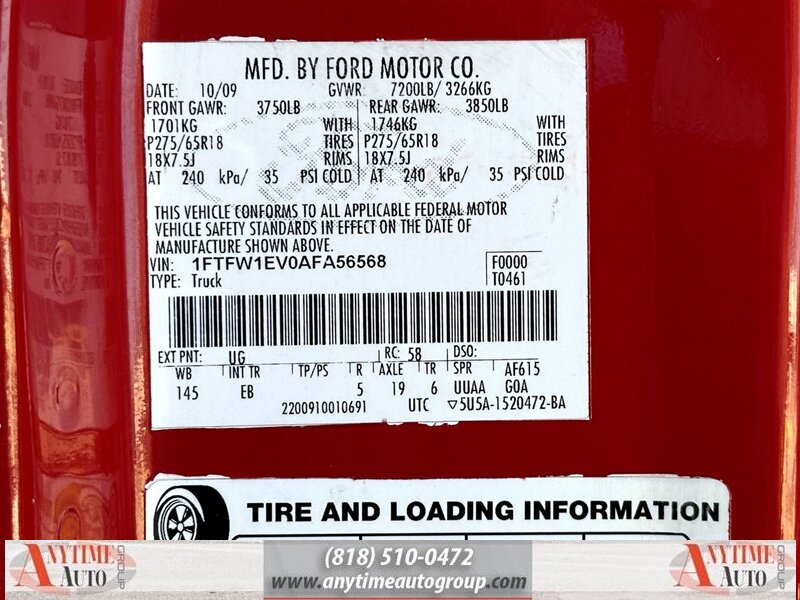 MFD. BY FORD MOTOR CO.
DATE: 10/09 GVWR: 7200LB/ 3266KG
FRONT GAWR: 3750LB REAR GAWR: 3850LB
1701KG WITH 1746KG WITH
P275/65R18 TIRES P275/65R18 TIRES
18X7.5J RIMS 18X7.5J RIMS
AT 240 kPa/ 35 PSI COLD AT 240 kPa/ 35 PSI COLD
THIS VEHICLE CONFORMS TO ALL APPLICABLE FEDERAL MOTOR
VEHICLE SAFETY STANDARDS IN EFFECT ON THE DATE OF
MANUFACTURE SHOWN ABOVE.
VIN: 1FTFW1EV0AFA56568 F0000
TYPE: Truck T0461
EXT PNT: UG RC: 58 DSO:
WB INT TR TP/PS R AXLE TR SPR AF615
145 EB 5 19 6 UUAA GOA
2200910010691 UTC ▽5U5A-1520472-BA
TIRE AND LOADING INFORMATION
ANYTIME AUTO GROUP
(818) 510-0472
www.anytimeautogroup.com
ANYTIME AUTO GROUP